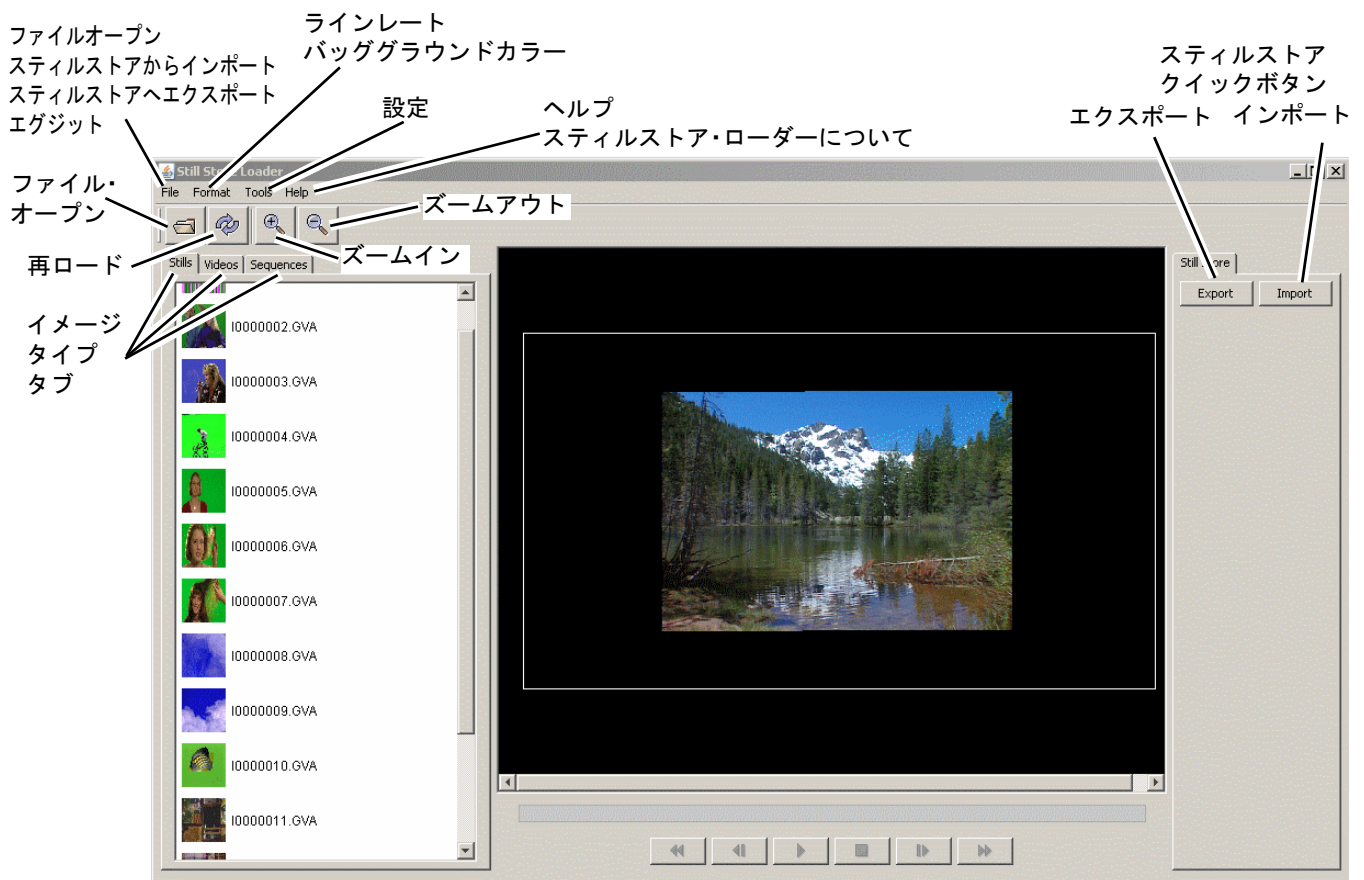 ファイルオープン
スティルストアからインポート
スティルストアへエクスポート
エグジット
ラインレート
バッググラウンドカラー
設定
ヘルプ
スティルストア・ローダーについて
スティルストア
クイックボタン
エクスポート インポート
Still Store Loader
File Format Tools Help
ファイル・
オープン
ズームアウト
再ロード
ズームイン
Stills Videos Sequences
Still Store
Export Import
イメージ
タイプ
タブ
I0000002.GVA
I0000003.GVA
I0000004.GVA
I0000005.GVA
I0000006.GVA
I0000007.GVA
I0000008.GVA
I0000009.GVA
I0000010.GVA
I0000011.GVA